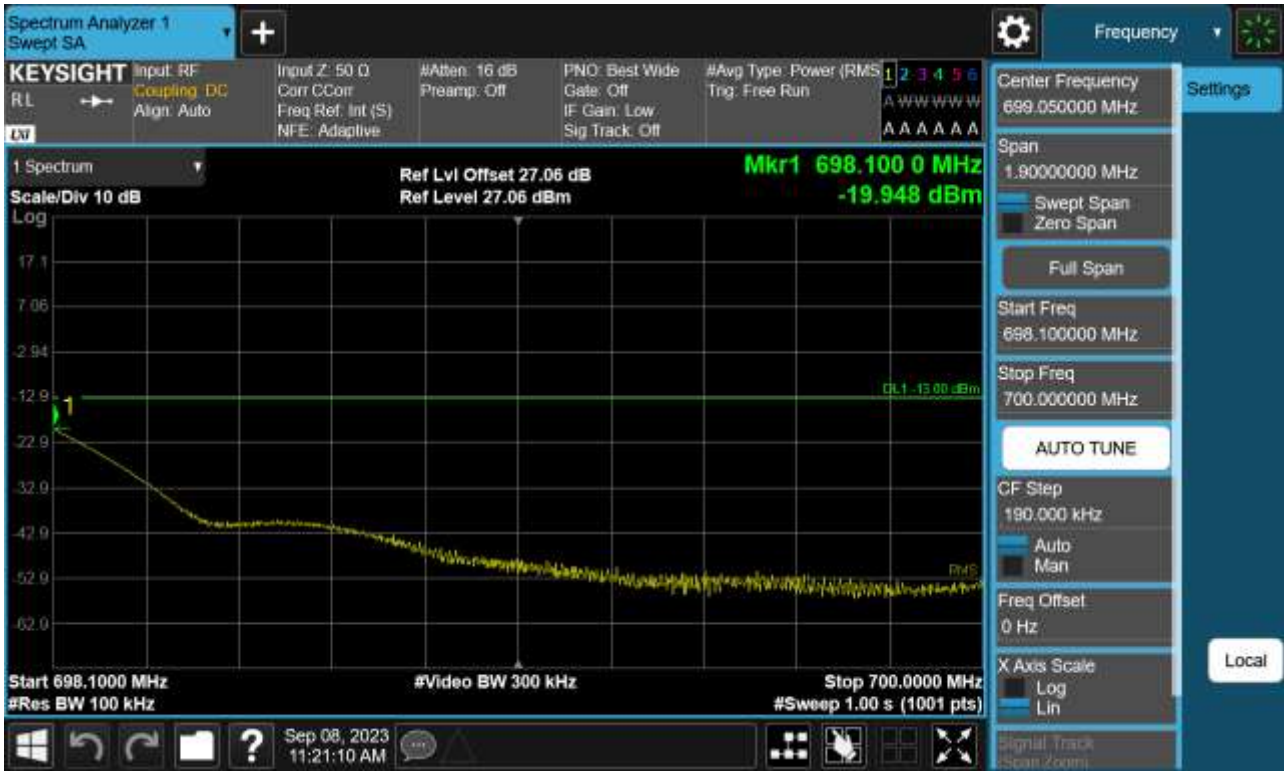 Spectrum Analyzer 1
Swept SA
+
Frequency
KEYSIGHT
RL
LXI
Input: RF
Coupling: DC
Align: Auto
Input Z: 50 Ω
Corr CCorr
Freq Ref: Int (S)
NFE: Adaptive
#Atten: 16 dB
Preamp: Off
PNO: Best Wide
Gate: Off
IF Gain: Low
Sig Track: Off
#Avg Type: Power (RMS
Trig: Free Run
1 2 3 4 5 6
A W W W W W
A A A A A A
1 Spectrum
Scale/Div 10 dB
Ref Lvl Offset 27.06 dB
Ref Level 27.06 dBm
Mkr1 698.100 0 MHz
-19.948 dBm
Log
17.1
7.06
-2.94
-12.9
-22.9
-32.9
-42.9
-52.9
-62.9
1
DL1 -13.00 dBm
RMS
Start 698.1000 MHz
#Res BW 100 kHz
#Video BW 300 kHz
Stop 700.0000 MHz
#Sweep 1.00 s (1001 pts)
Center Frequency
699.050000 MHz
Span
1.90000000 MHz
Swept Span
Zero Span
Full Span
Start Freq
698.100000 MHz
Stop Freq
700.000000 MHz
AUTO TUNE
CF Step
190.000 kHz
Auto
Man
Freq Offset
0 Hz
X Axis Scale
Log
Lin
Signal Track
(Span Zoom)
Settings
Local
?
Sep 08, 2023
11:21:10 AM